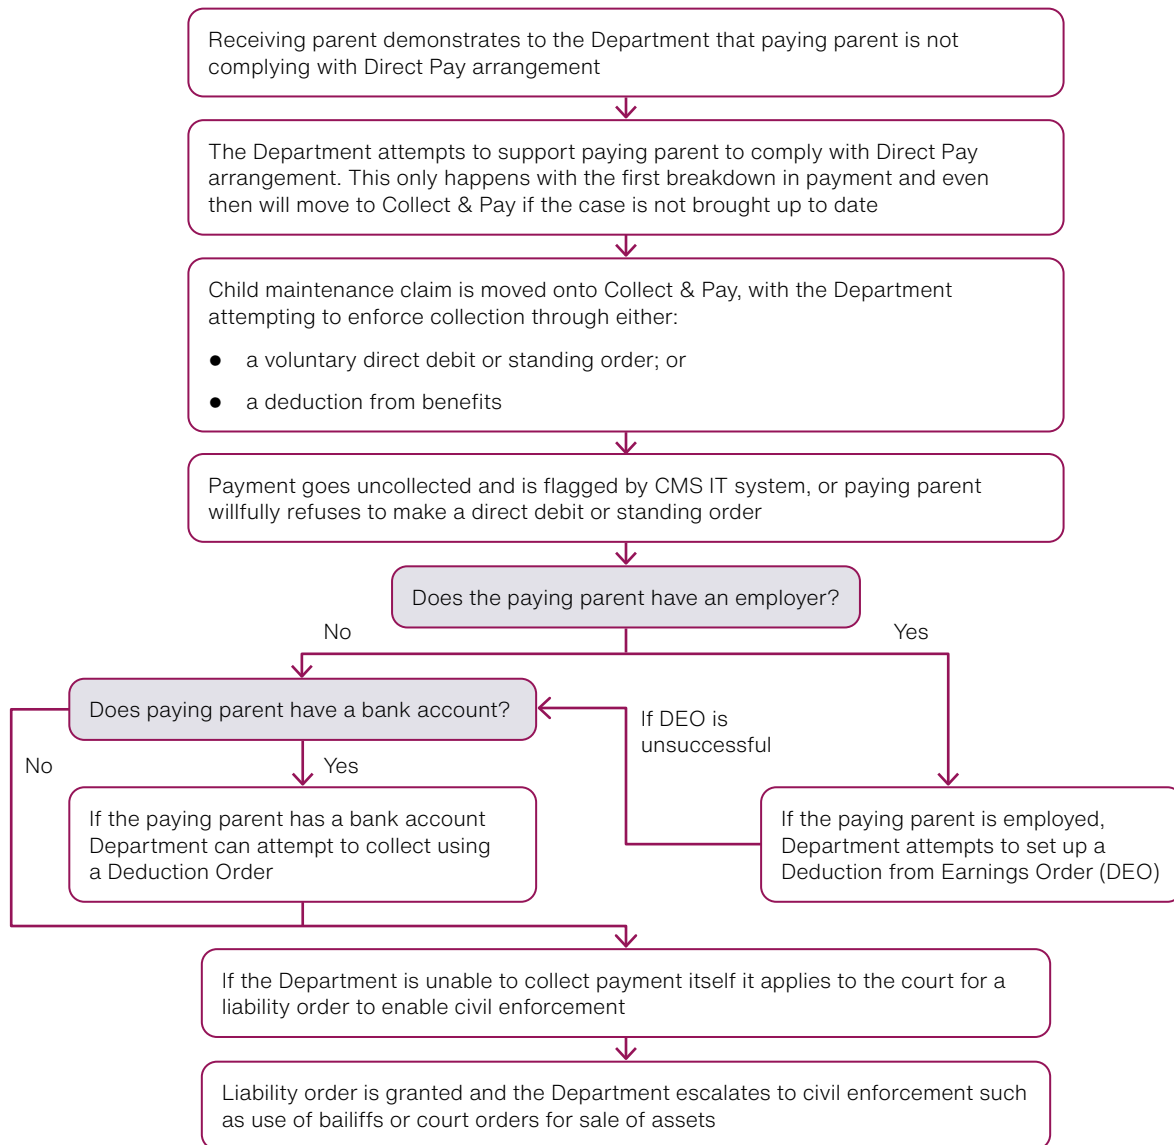 Receiving parent demonstrates to the Department that paying parent is not
complying with Direct Pay arrangement
The Department attempts to support paying parent to comply with Direct Pay
arrangement. This only happens with the first breakdown in payment and even
then will move to Collect & Pay if the case is not brought up to date
Child maintenance claim is moved onto Collect & Pay, with the Department
attempting to enforce collection through either:
● a voluntary direct debit or standing order; or
● a deduction from benefits
Payment goes uncollected and is flagged by CMS IT system, or paying parent
willfully refuses to make a direct debit or standing order
Does the paying parent have an employer?
No
Yes
Does paying parent have a bank account?
If DEO is
unsuccessful
No
Yes
If the paying parent has a bank account
Department can attempt to collect using
a Deduction Order
If the paying parent is employed,
Department attempts to set up a
Deduction from Earnings Order (DEO)
If the Department is unable to collect payment itself it applies to the court for a
liability order to enable civil enforcement
Liability order is granted and the Department escalates to civil enforcement such
as use of bailiffs or court orders for sale of assets